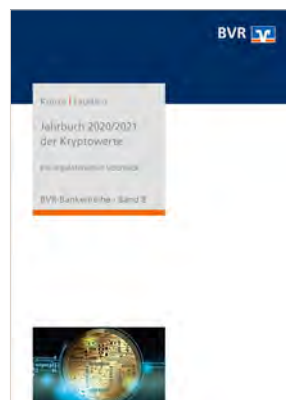 BVR
Jahrbuch 2020/2021
der Kryptowerte
BVR-Bankenreihe - Band 8